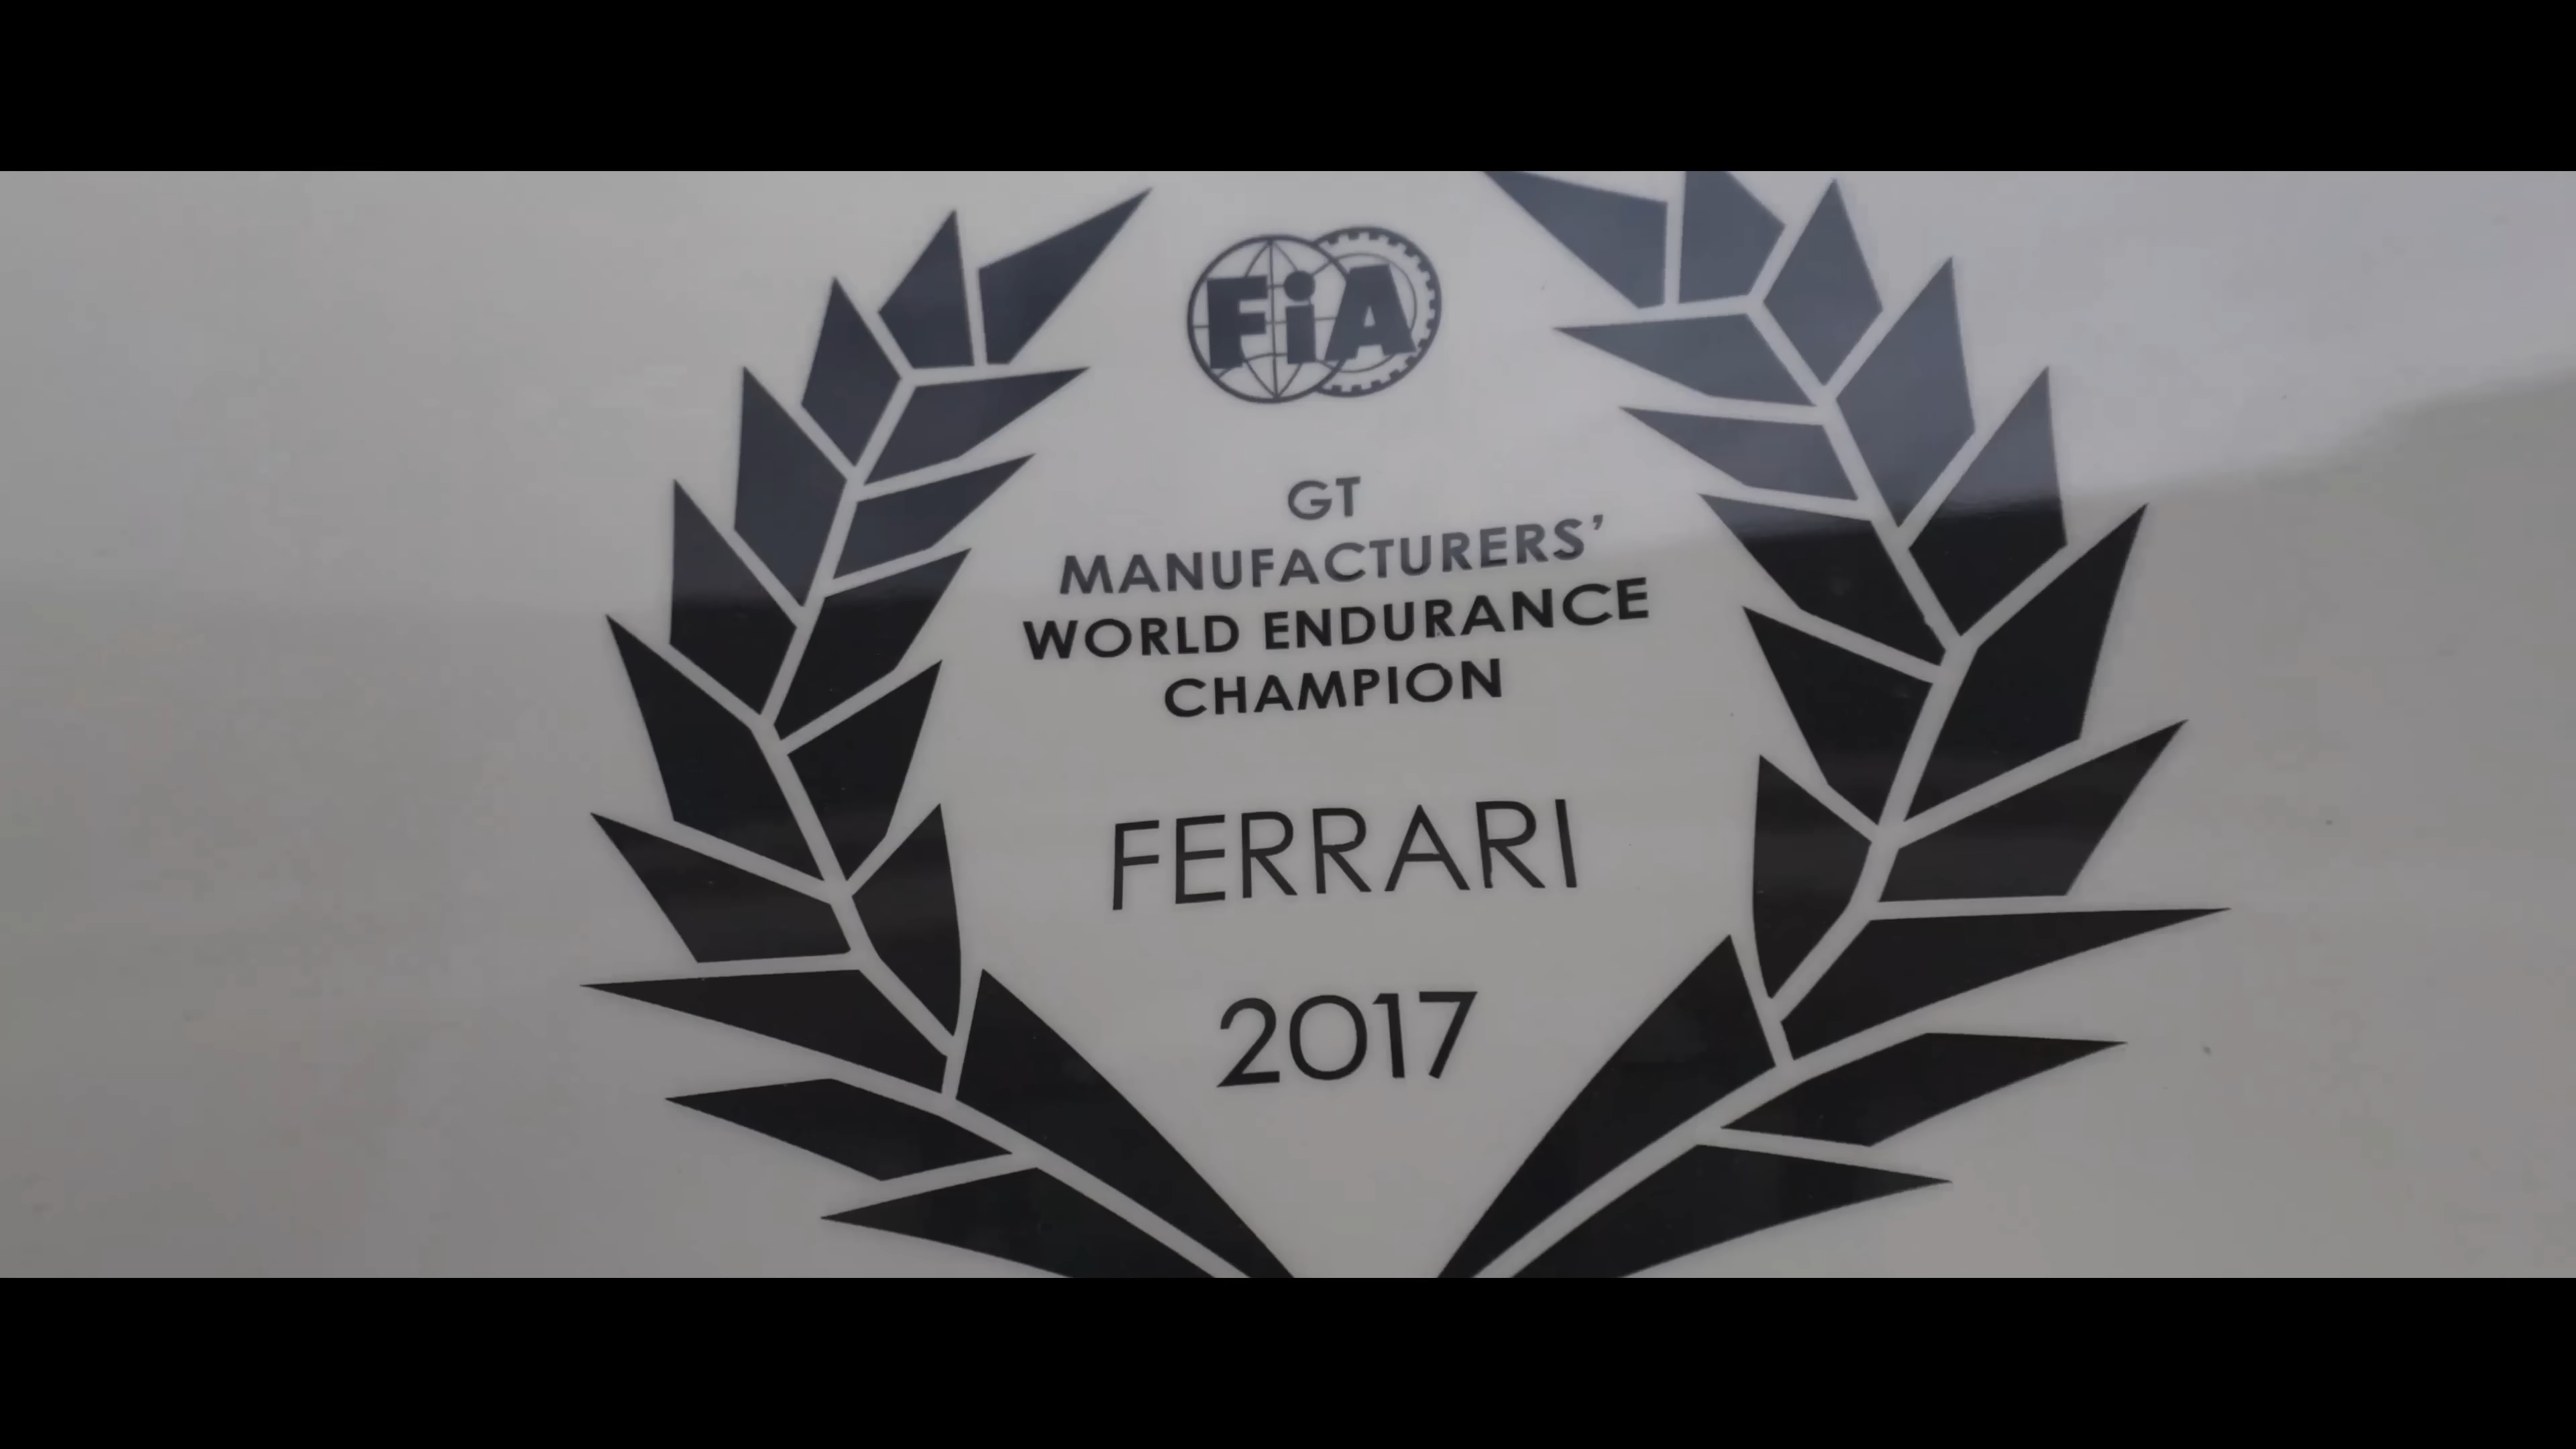 FiA
GT
MANUFACTURERS'
WORLD ENDURANCE
CHAMPION
FERRARI
2017